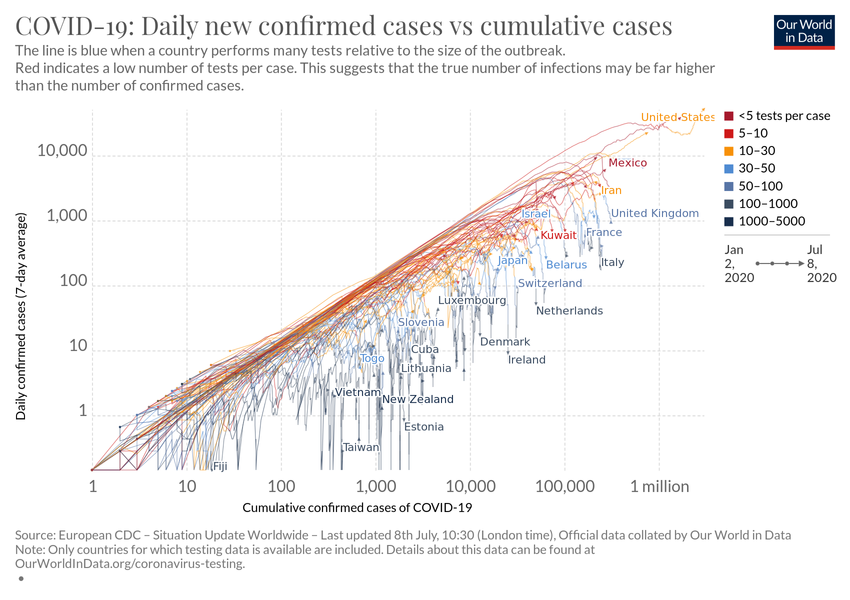 COVID-19: Daily new confirmed cases vs cumulative cases
Our World
in Data
The line is blue when a country performs many tests relative to the size of the outbreak.
Red indicates a low number of tests per case. This suggests that the true number of infections may be far higher
than the number of confirmed cases.
United States
<5 tests per case
5–10
10–30
30–50
50–100
100–1000
1000–5000
Jan
2,
2020
Jul
8,
2020
10,000
1,000
100
10
1
Daily confirmed cases (7-day average)
Mexico
Iran
Israel
United Kingdom
Kuwait
France
Japan
Belarus
Italy
Switzerland
Luxembourg
Netherlands
Slovenia
Denmark
Cuba
Togo
Ireland
Lithuania
Vietnam
New Zealand
Estonia
Taiwan
Fiji
1
10
100
1,000
10,000
100,000
1 million
Cumulative confirmed cases of COVID-19
Source: European CDC – Situation Update Worldwide – Last updated 8th July, 10:30 (London time), Official data collated by Our World in Data
Note: Only countries for which testing data is available are included. Details about this data can be found at
OurWorldInData.org/coronavirus-testing.